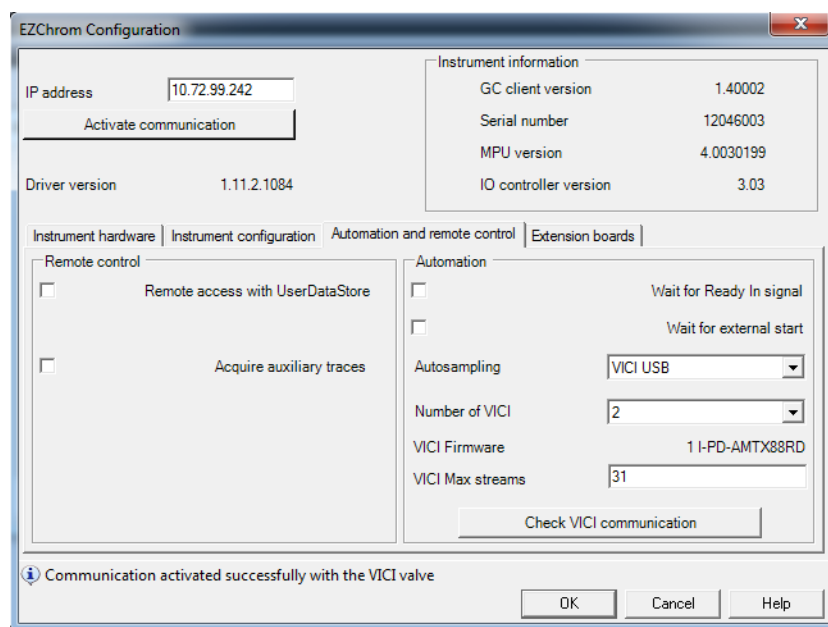 EZChrom Configuration
IP address 10.72.99.242
Activate communication
Driver version 1.11.2.1084
Instrument information
GC client version 1.40002
Serial number 12046003
MPU version 4.0030199
IO controller version 3.03
Instrument hardware Instrument configuration Automation and remote control Extension boards
Remote control
Remote access with UserDataStore
Acquire auxiliary traces
Automation
Wait for Ready In signal
Wait for external start
Autosampling VICI USB
Number of VICI 2
VICI Firmware 1 I-PD-AMTX88RD
VICI Max streams 31
Check VICI communication
Communication activated successfully with the VICI valve
OK Cancel Help